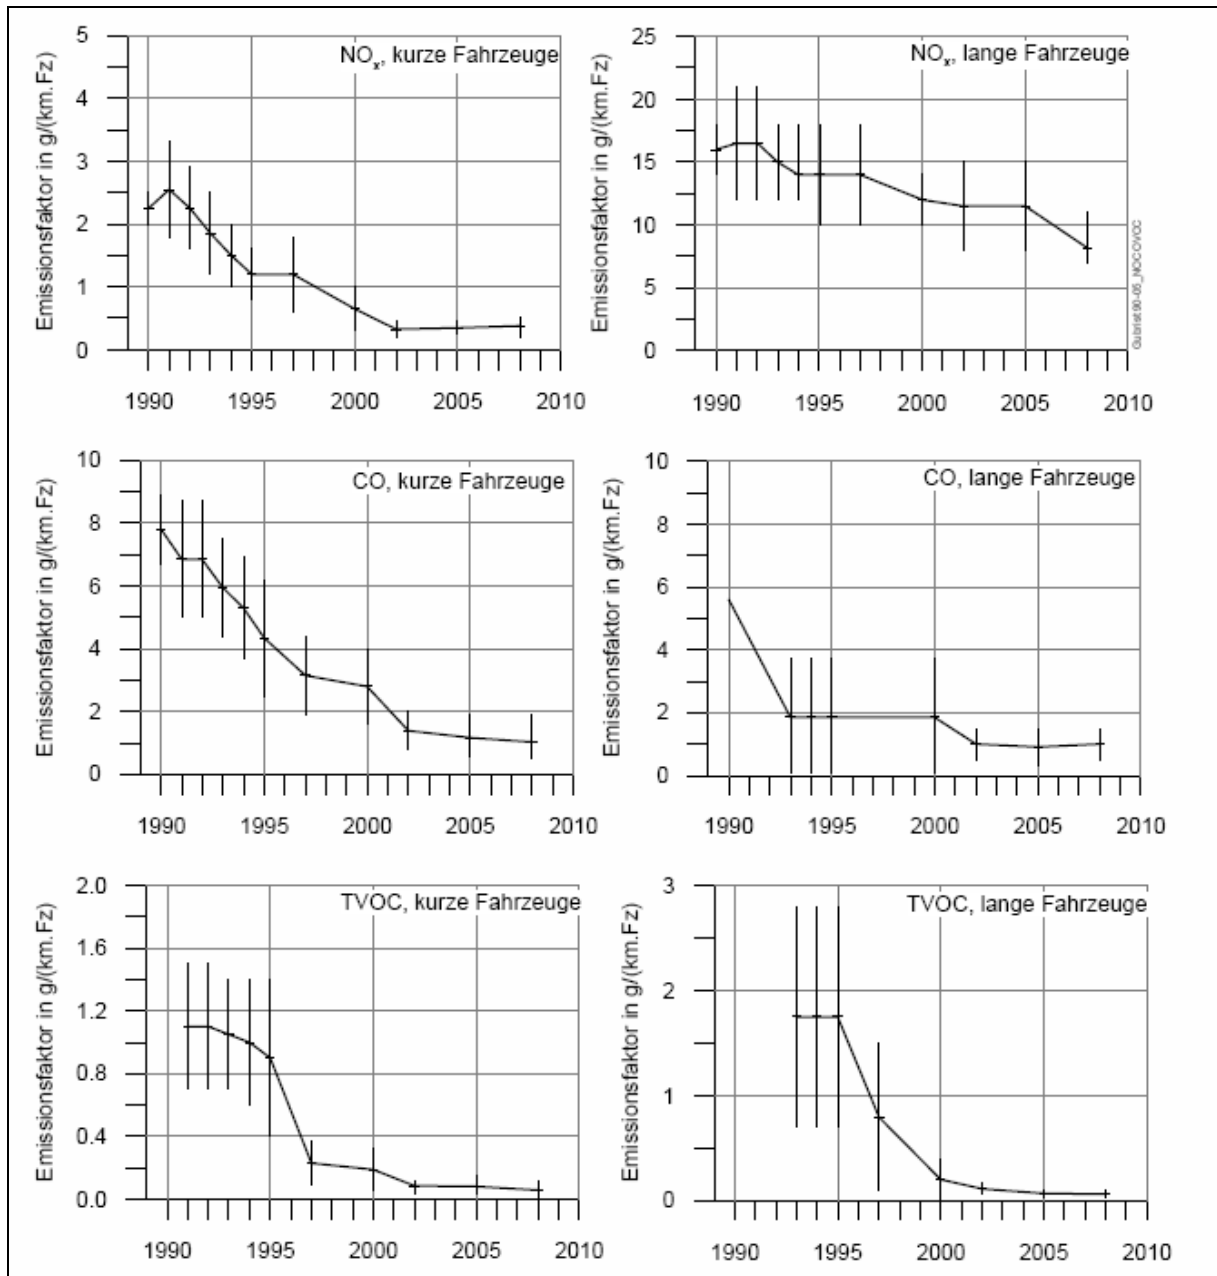 NOx, kurze Fahrzeuge
Emissionsfaktor in g/(km.Fz)
5
4
3
2
1
0
1990 1995 2000 2005 2010
NOx, lange Fahrzeuge
Emissionsfaktor in g/(km.Fz)
25
20
15
10
5
0
1990 1995 2000 2005 2010
Gubrist90-05_NOCOVOC
CO, kurze Fahrzeuge
Emissionsfaktor in g/(km.Fz)
10
8
6
4
2
0
1990 1995 2000 2005 2010
CO, lange Fahrzeuge
Emissionsfaktor in g/(km.Fz)
10
8
6
4
2
0
1990 1995 2000 2005 2010
TVOC, kurze Fahrzeuge
Emissionsfaktor in g/(km.Fz)
2.0
1.6
1.2
0.8
0.4
0.0
1990 1995 2000 2005 2010
TVOC, lange Fahrzeuge
Emissionsfaktor in g/(km.Fz)
3
2
1
0
1990 1995 2000 2005 2010